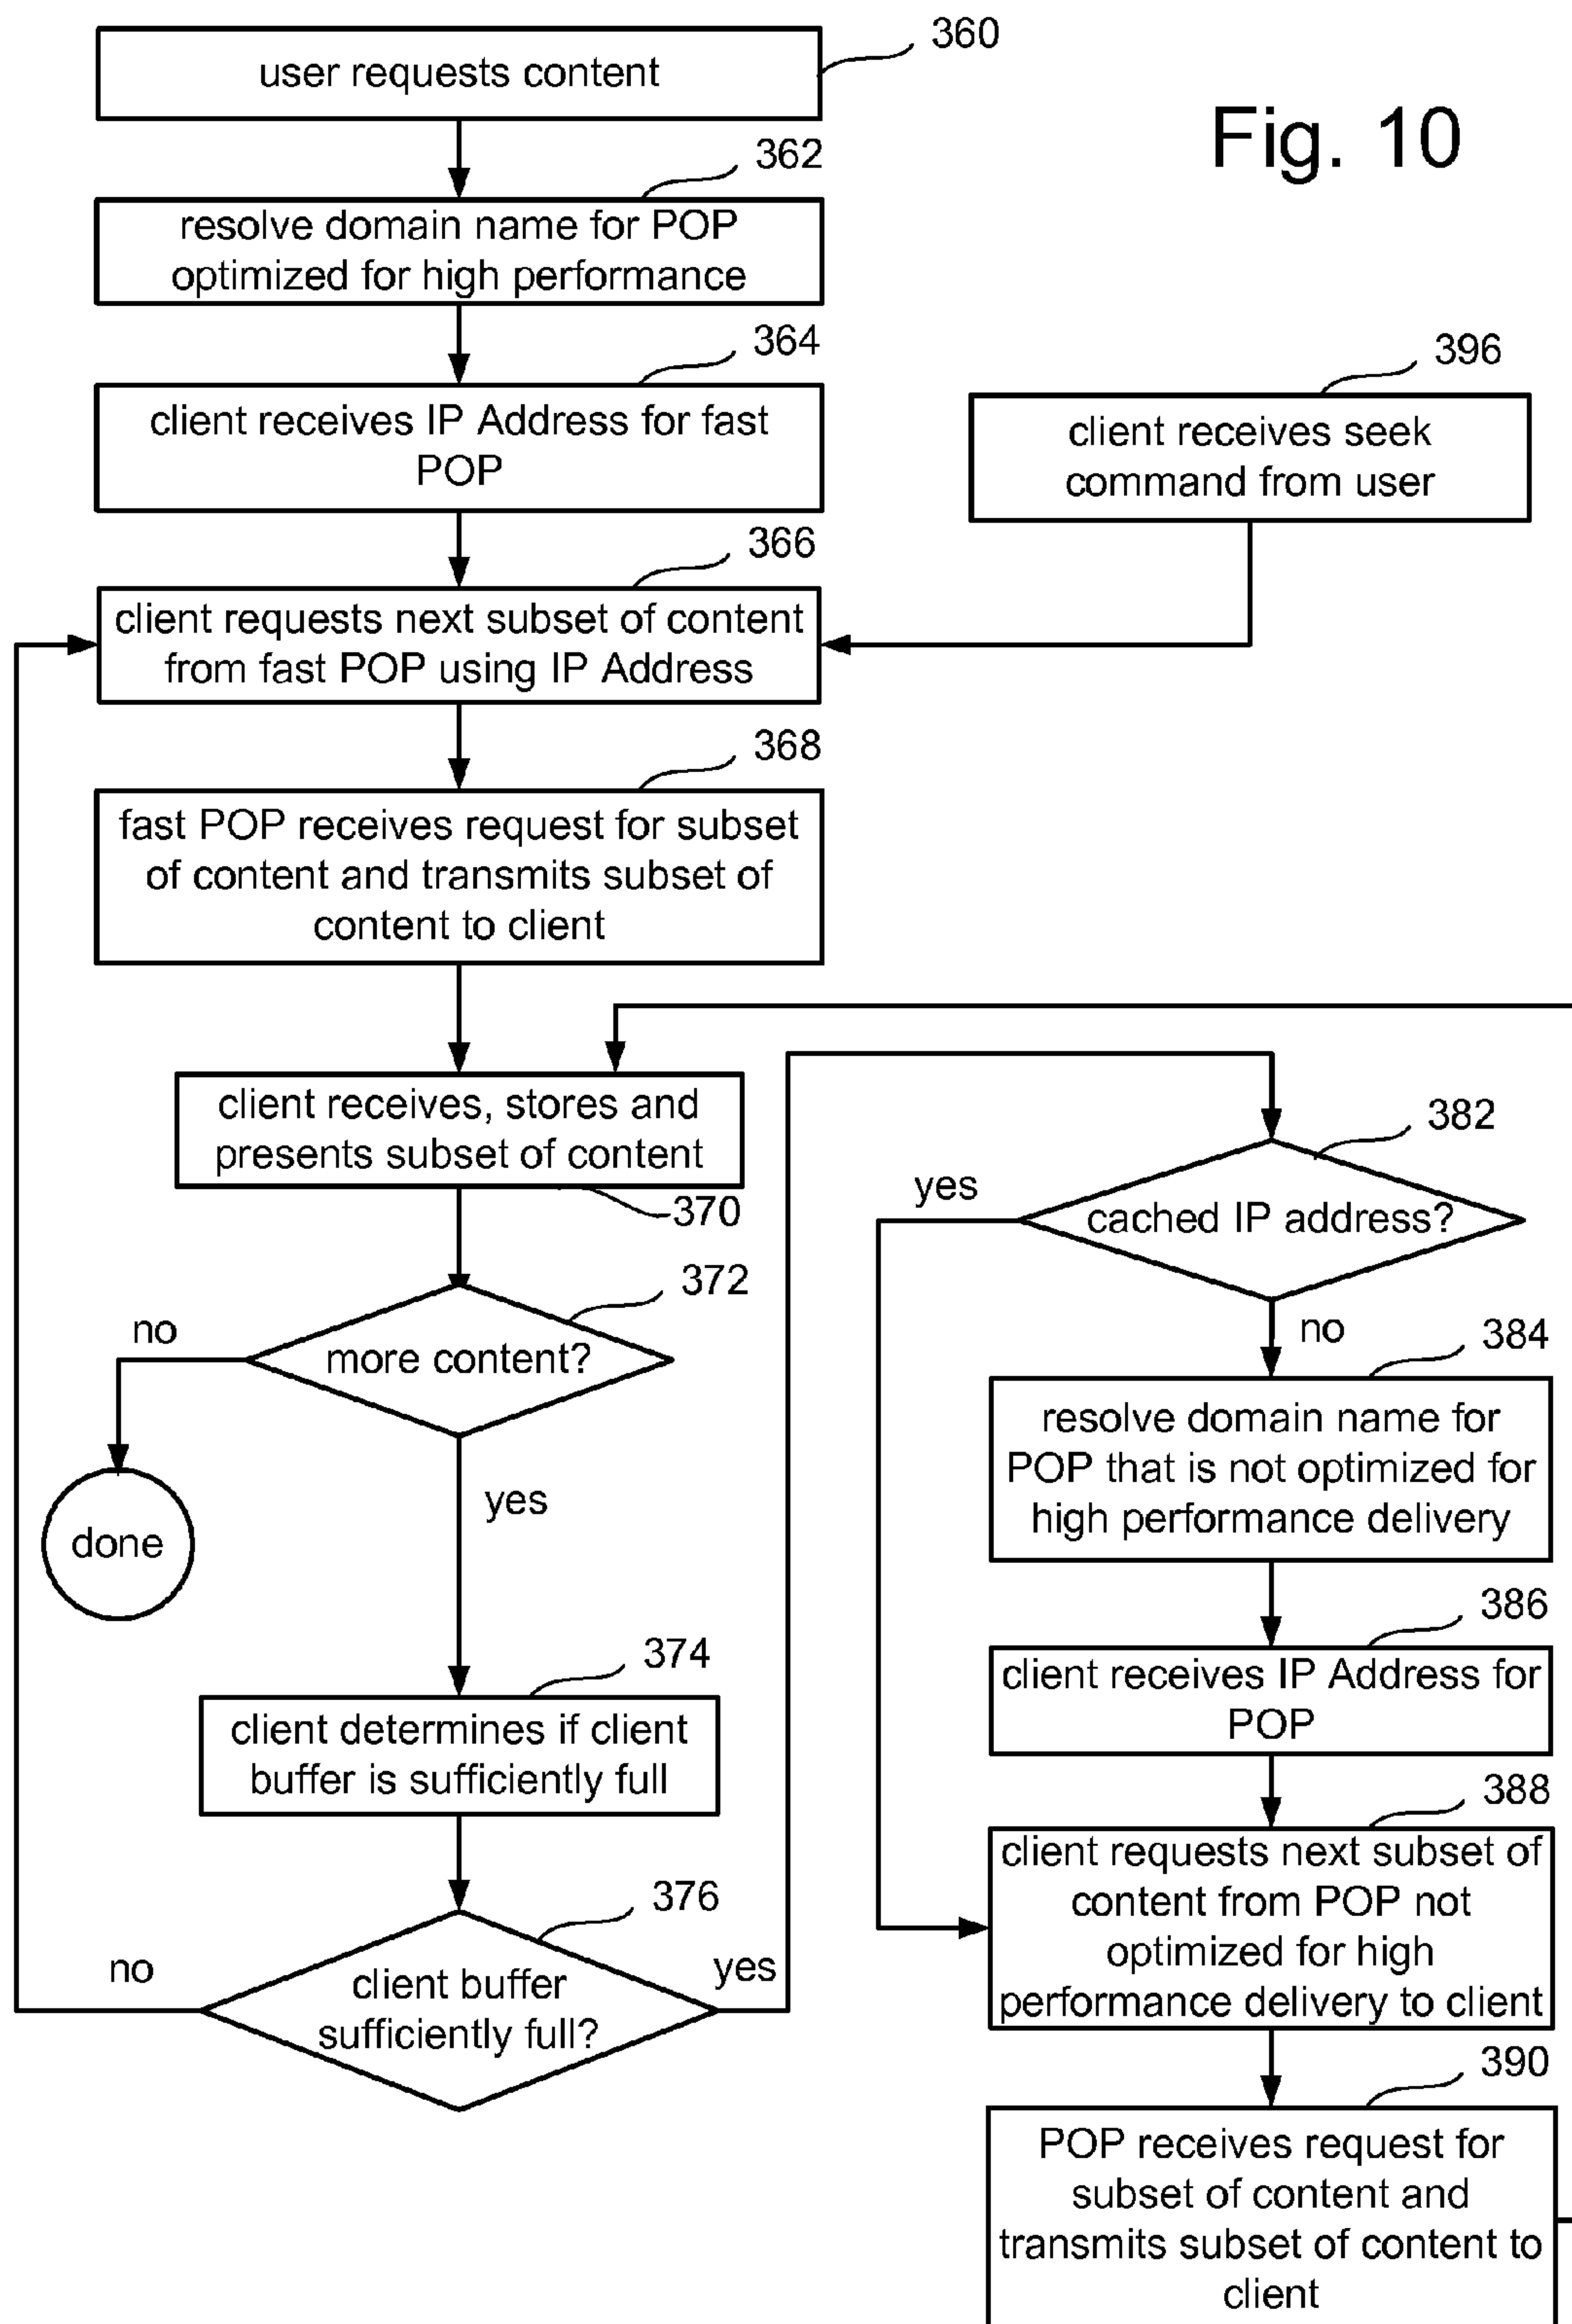 360
user requests content
Fig. 10
362
resolve domain name for POP
optimized for high performance
364
client receives IP Address for fast
POP
396
client receives seek
command from user
366
client requests next subset of content
from fast POP using IP Address
368
fast POP receives request for subset
of content and transmits subset of
content to client
client receives, stores and
presents subset of content
370
372
no
more content?
yes
done
374
client determines if client
buffer is sufficiently full
376
no
yes
client buffer
sufficiently full?
382
yes
cached IP address?
no
384
resolve domain name for
POP that is not optimized for
high performance delivery
386
client receives IP Address for
POP
388
client requests next subset of
content from POP not
optimized for high
performance delivery to client
390
POP receives request for
subset of content and
transmits subset of content to
client